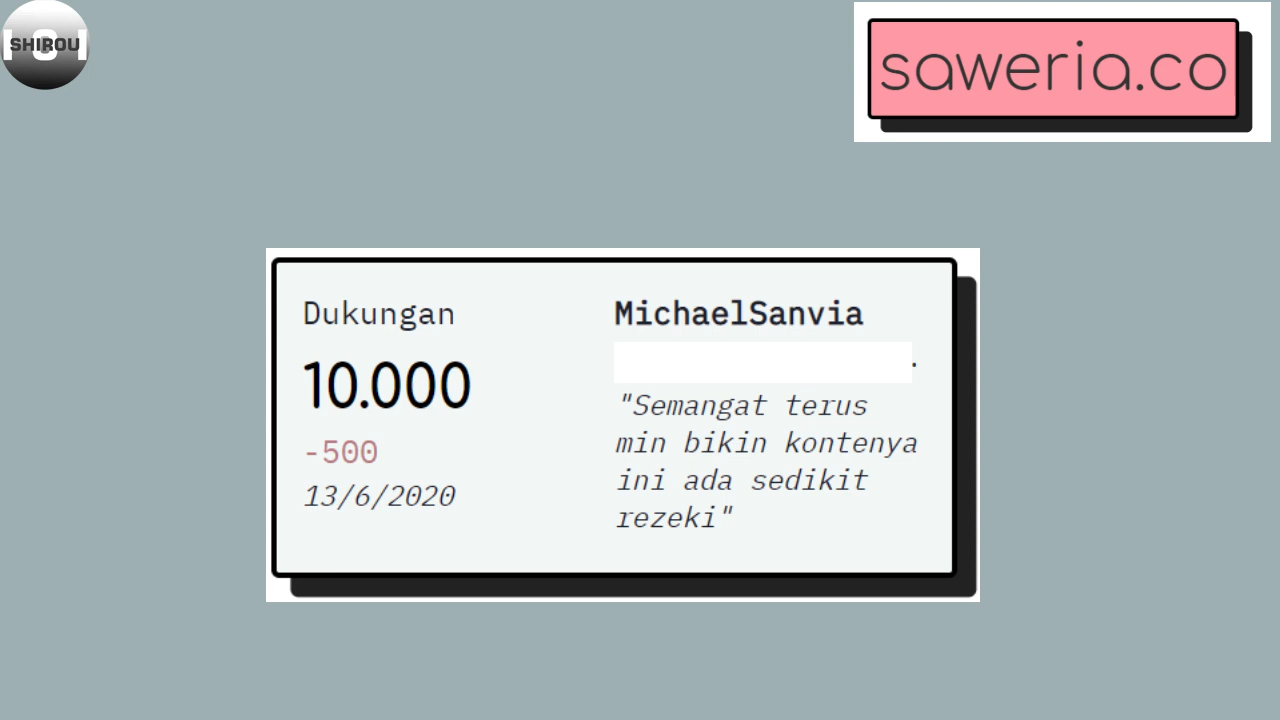 SHIROU
saweria.co
Dukungan
10.000
-500
13/6/2020
MichaelSanvia
.
"Semangat terus
min bikin kontenya
ini ada sedikit
rezeki"